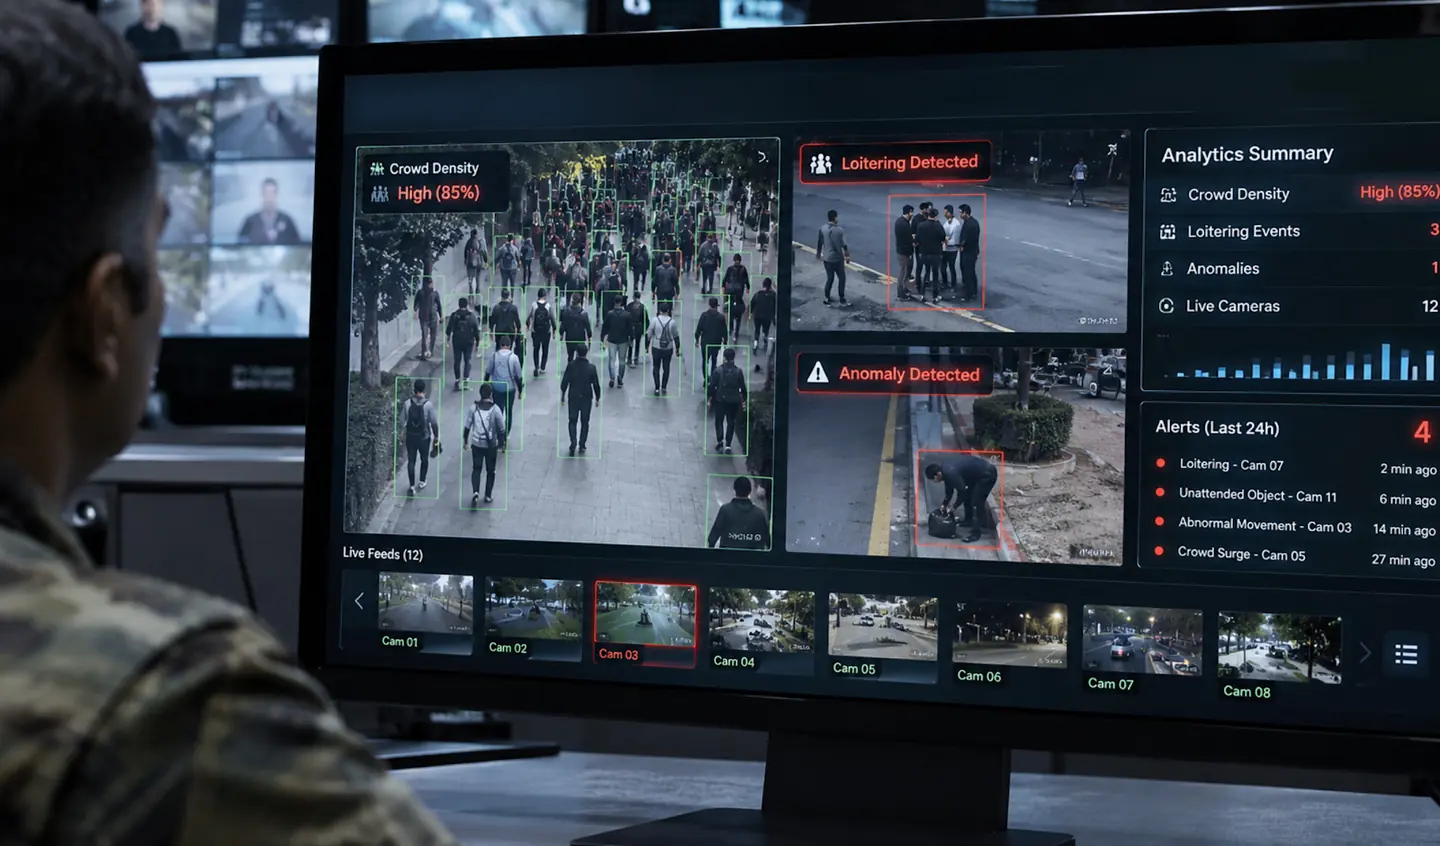 Crowd Density
High (85%)
Loitering Detected
Anomaly Detected
Analytics Summary
Crowd Density High (85%)
Loitering Events 3
Anomalies 1
Live Cameras 12
Alerts (Last 24h) 4
Loitering - Cam 07 2 min ago
Unattended Object - Cam 11 6 min ago
Abnormal Movement - Cam 03 14 min ago
Crowd Surge - Cam 05 27 min ago
Live Feeds (12)
Cam 01
Cam 02
Cam 03
Cam 04
Cam 05
Cam 06
Cam 07
Cam 08